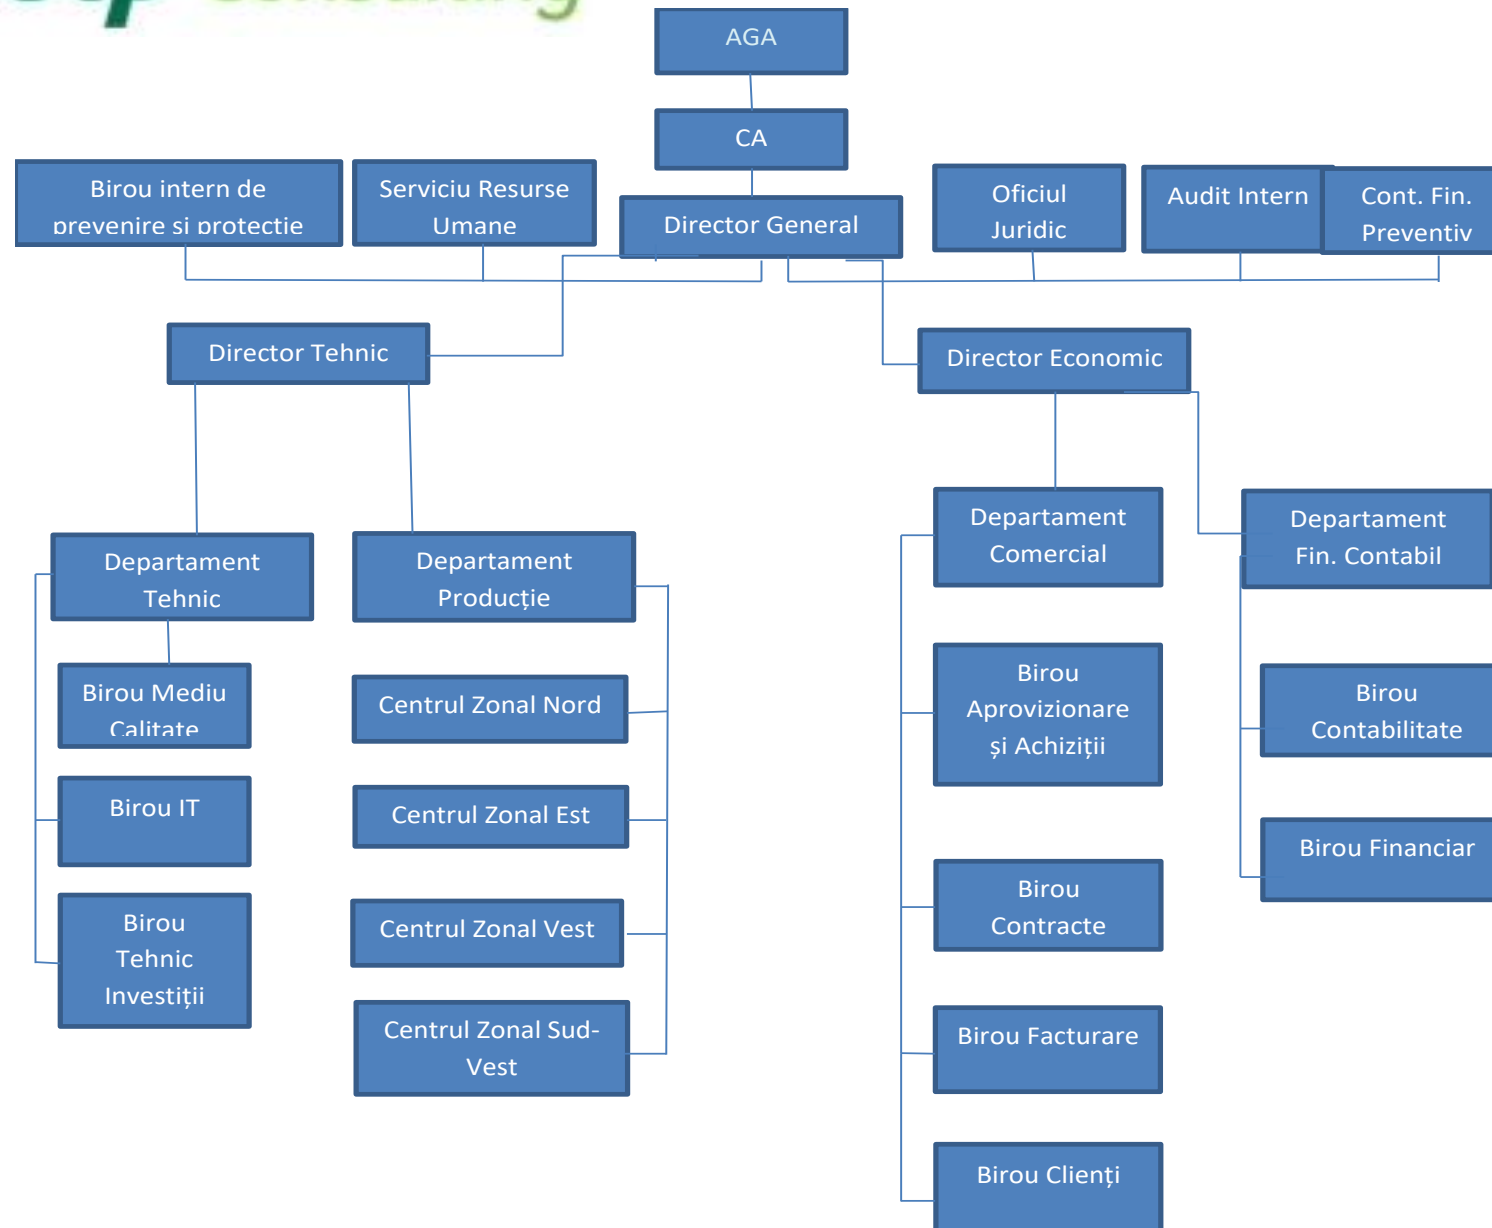 AGA
CA
Birou intern de
prevenire si protectie
Serviciu Resurse
Umane
Director General
Oficiul
Juridic
Audit Intern
Cont. Fin.
Preventiv
Director Tehnic
Director Economic
Departament
Tehnic
Departament
Producție
Departament
Comercial
Departament
Fin. Contabil
Birou Mediu
Calitate
Centrul Zonal Nord
Birou
Aprovizionare
și Achiziții
Birou
Contabilitate
Birou IT
Centrul Zonal Est
Birou Financiar
Birou
Tehnic
Investiții
Centrul Zonal Vest
Birou
Contracte
Centrul Zonal Sud-
Vest
Birou Facturare
Birou Clienți